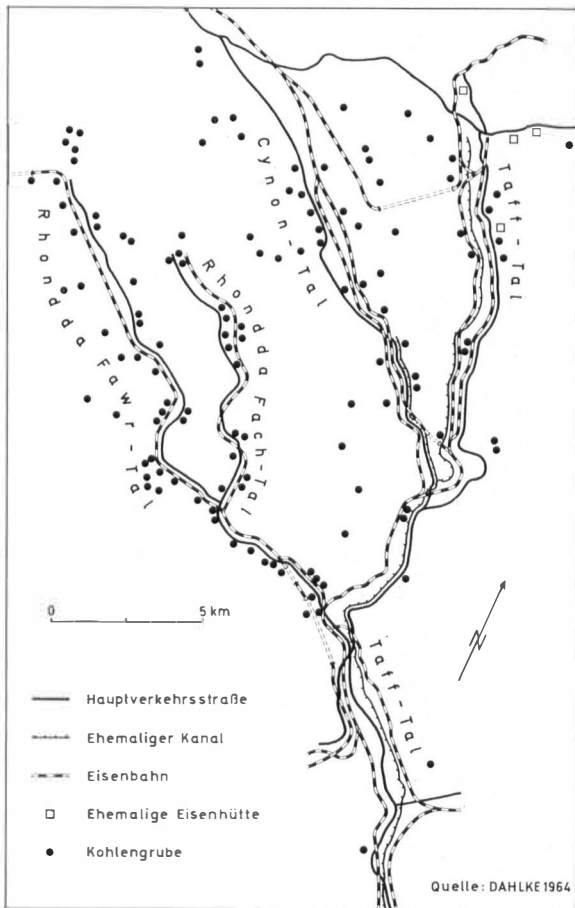 Cynon-Tal
Taff-Tal
Rhondda Fawr-Tal
Rhondda Fach-Tal
0 5 km
N
Taff-Tal
Hauptverkehrsstraße
Ehemaliger Kanal
Eisenbahn
Ehemalige Eisenhütte
Kohlengrube
Quelle: DAHLKE 1964